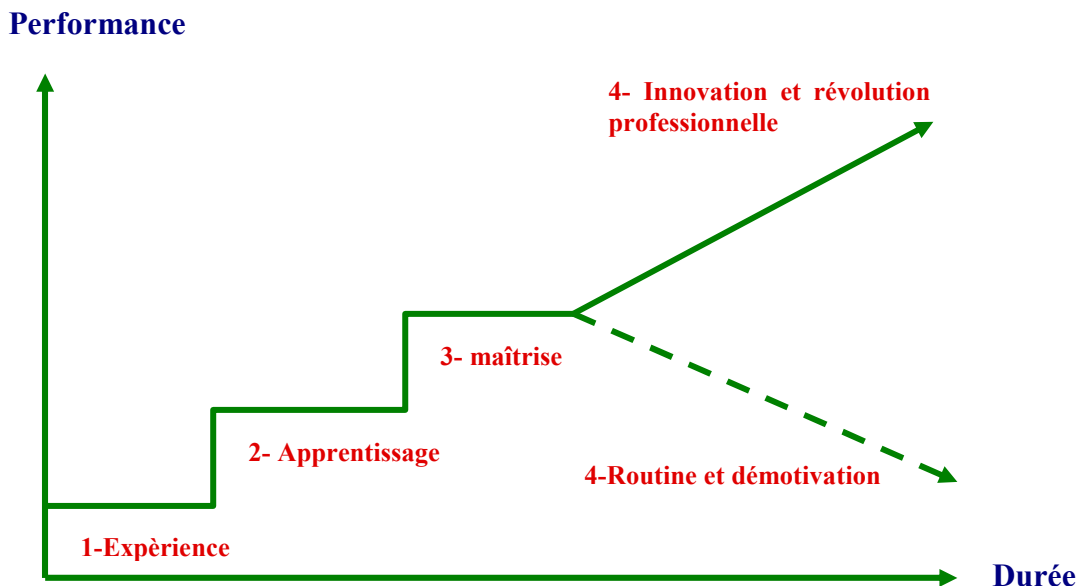 Performance
4- Innovation et révolution
professionnelle
3- maîtrise
2- Apprentissage
4-Routine et démotivation
1-Expèrience
Durée